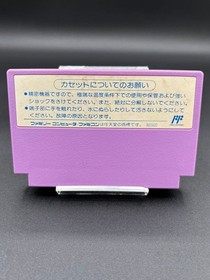 カセットについてのお願い
●精密機器ですので、極端な温度条件下での使用や保管および強い
ショックをさけてください。また、絶対に分解しないでください。
●端子部に手を触れたり、水にぬらしたりして汚さないようにして
ください。故障の原因となります。
ファミリーコンピュータ・ファミコンは任天堂の商標です。
FF